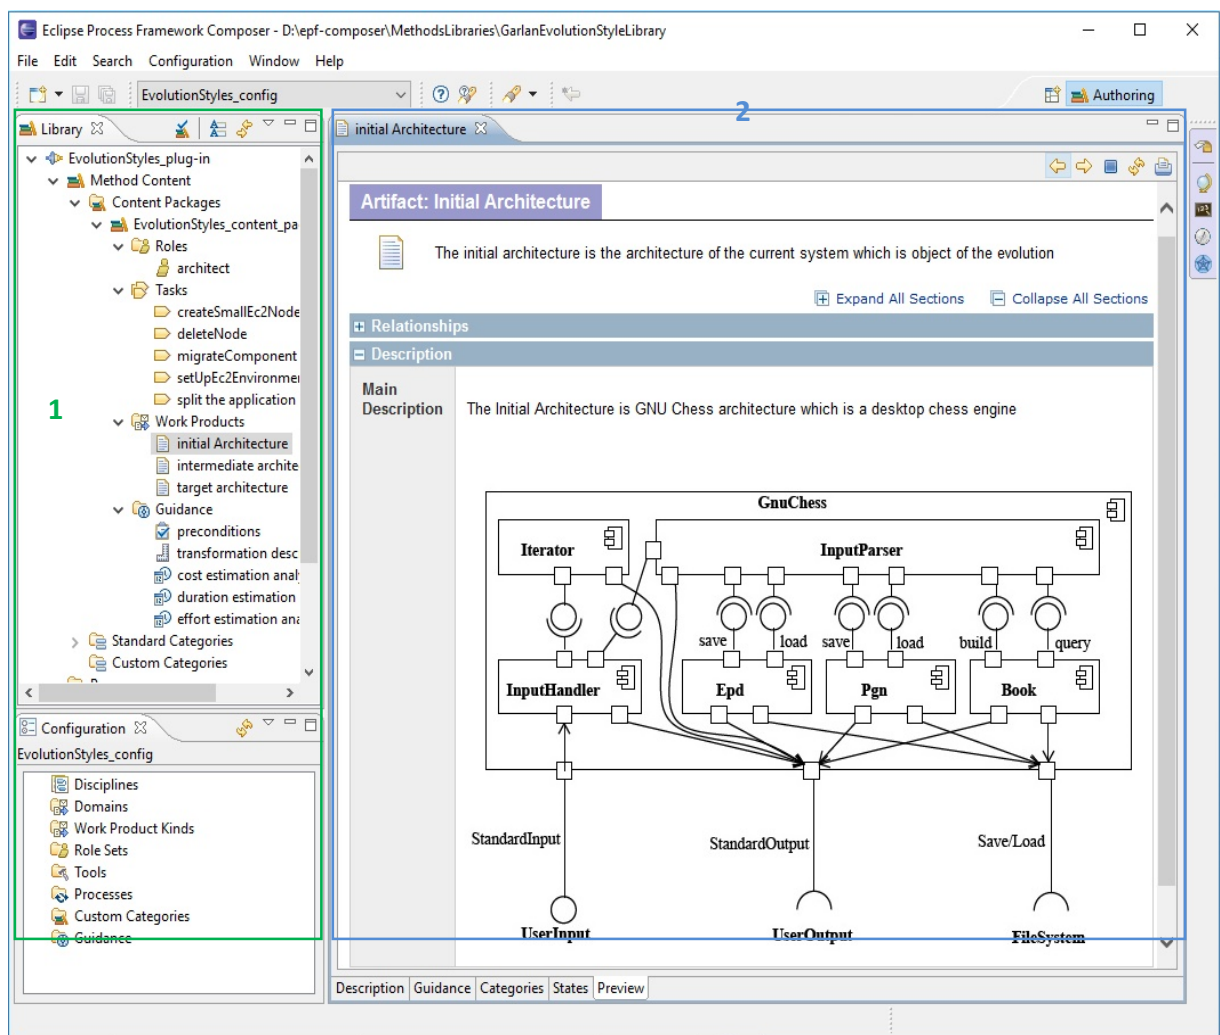 Eclipse Process Framework Composer - D:\epf-composer\MethodsLibraries\GarlanEvolutionStyleLibrary
File Edit Search Configuration Window Help
EvolutionStyles_config
Authoring
Library
EvolutionStyles_plug-in
Method Content
Content Packages
EvolutionStyles_content_pa
Roles
architect
Tasks
createSmallEc2Node
deleteNode
migrateComponent
setUpEc2Environmen
split the application
1
Work Products
initial Architecture
intermediate archite
target architecture
Guidance
preconditions
transformation desc
cost estimation anal
duration estimation
effort estimation ana
Standard Categories
Custom Categories
Configuration
EvolutionStyles_config
Disciplines
Domains
Work Product Kinds
Role Sets
Tools
Processes
Custom Categories
Guidance
2
initial Architecture
Artifact: Initial Architecture
The initial architecture is the architecture of the current system which is object of the evolution
Expand All Sections Collapse All Sections
Relationships
Description
Main
Description
The Initial Architecture is GNU Chess architecture which is a desktop chess engine
GnuChess
Iterator InputParser
save load save load build query
InputHandler Epd Pgn Book
StandardInput StandardOutput Save/Load
UserInput UserOutput FileSystem
Description Guidance Categories States Preview